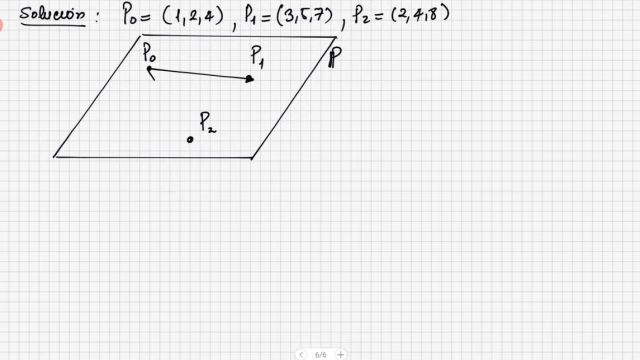 Solución: P₀ = (1,2,4), P₁ = (3,5,7), P₂ = (2,4,8)
P₀ P₁ ℙ
P₂
6/6